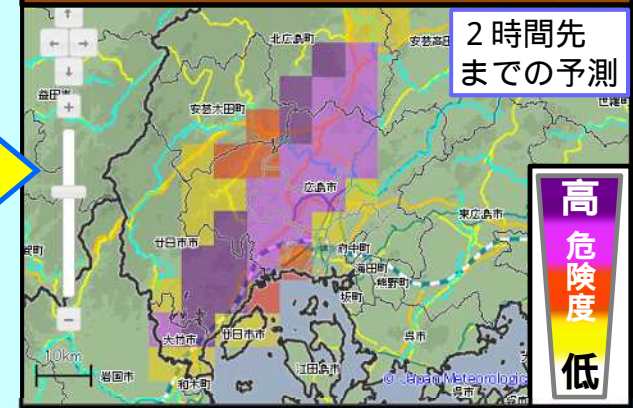 北広島町
安芸高田
2時間先
までの予測
益田市
安芸太田町
世羅町
広島市
東広島市
廿日市市
府中町
海田町
熊野町
坂町
大竹市
廿日市市
呉市
10km
岩国市
和木町
江田島市
© Japan Meteorologic
呉市
高
危険度
低